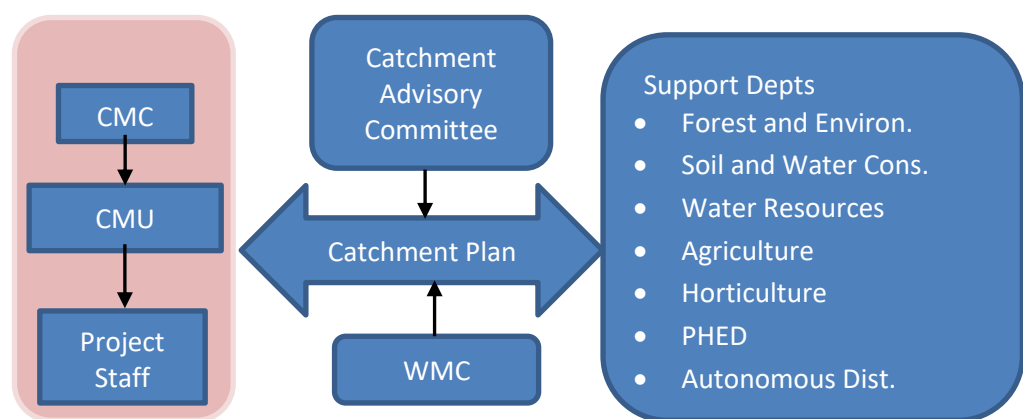 CMC
CMU
Project
Staff
Catchment
Advisory
Committee
Catchment Plan
WMC
Support Depts
• Forest and Environ.
• Soil and Water Cons.
• Water Resources
• Agriculture
• Horticulture
• PHED
• Autonomous Dist.